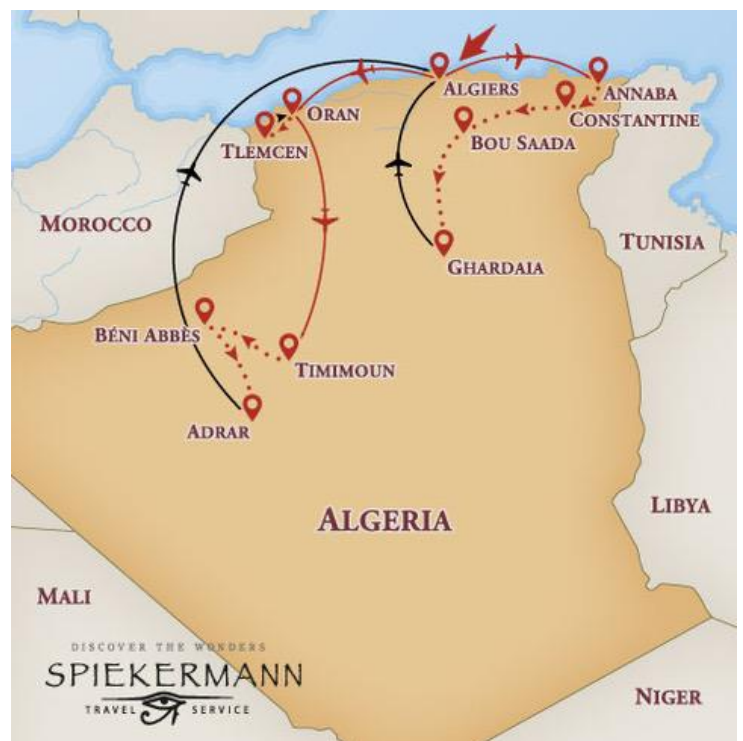 ALGIERS
ANNABA
CONSTANTINE
ORAN
BOU SAADA
TLEMCEN
MOROCCO
TUNISIA
GHARDAIA
BÉNI ABBÈS
TIMIMOUN
ADRAR
ALGERIA
LIBYA
MALI
DISCOVER THE WONDERS
SPIEKERMANN
TRAVEL SERVICE
NIGER